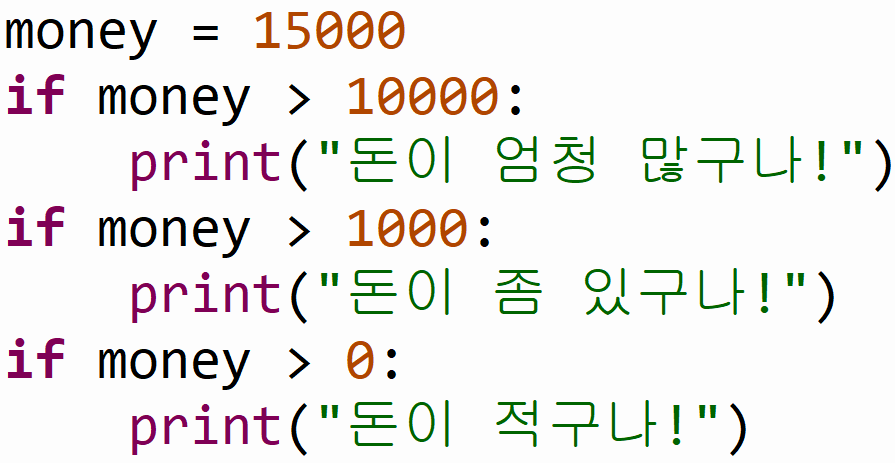 money = 15000
if money > 10000:
    print("돈이 엄청 많구나!")
if money > 1000:
    print("돈이 좀 있구나!")
if money > 0:
    print("돈이 적구나!")